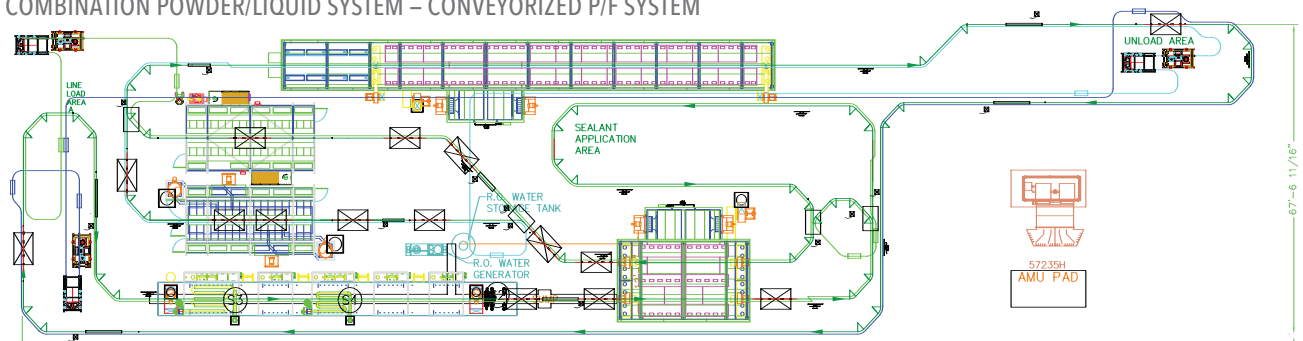 COMBINATION POWDER/LIQUID SYSTEM – CONVEYORIZED P/F SYSTEM
UNLOAD AREA
LINE
LOAD
AREA
SEALANT
APPLICATION
AREA
R.O. WATER
STORAGE TANK
R.O. WATER
GENERATOR
S3
S1
57235H
AMU PAD
67'-6 11/16"